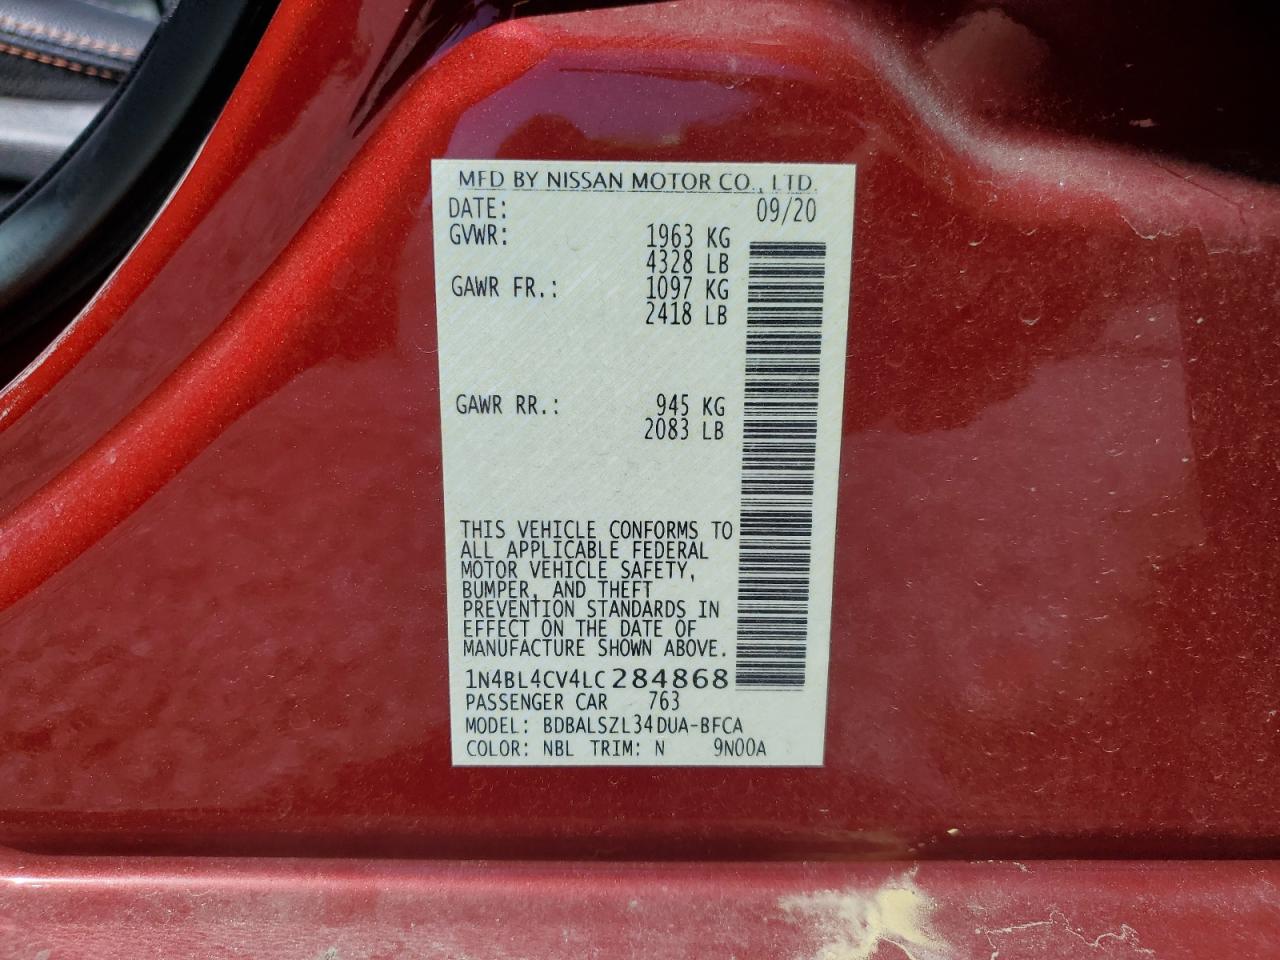 MFD BY NISSAN MOTOR CO., LTD.
DATE: 09/20
GVWR: 1963 KG
4328 LB
GAWR FR.: 1097 KG
2418 LB
GAWR RR.: 945 KG
2083 LB
THIS VEHICLE CONFORMS TO
ALL APPLICABLE FEDERAL
MOTOR VEHICLE SAFETY,
BUMPER, AND THEFT
PREVENTION STANDARDS IN
EFFECT ON THE DATE OF
MANUFACTURE SHOWN ABOVE.
1N4BL4CV4LC284868
PASSENGER CAR 763
MODEL: BDBALSZL34DUA-BFCA
COLOR: NBL TRIM: N 9N00A